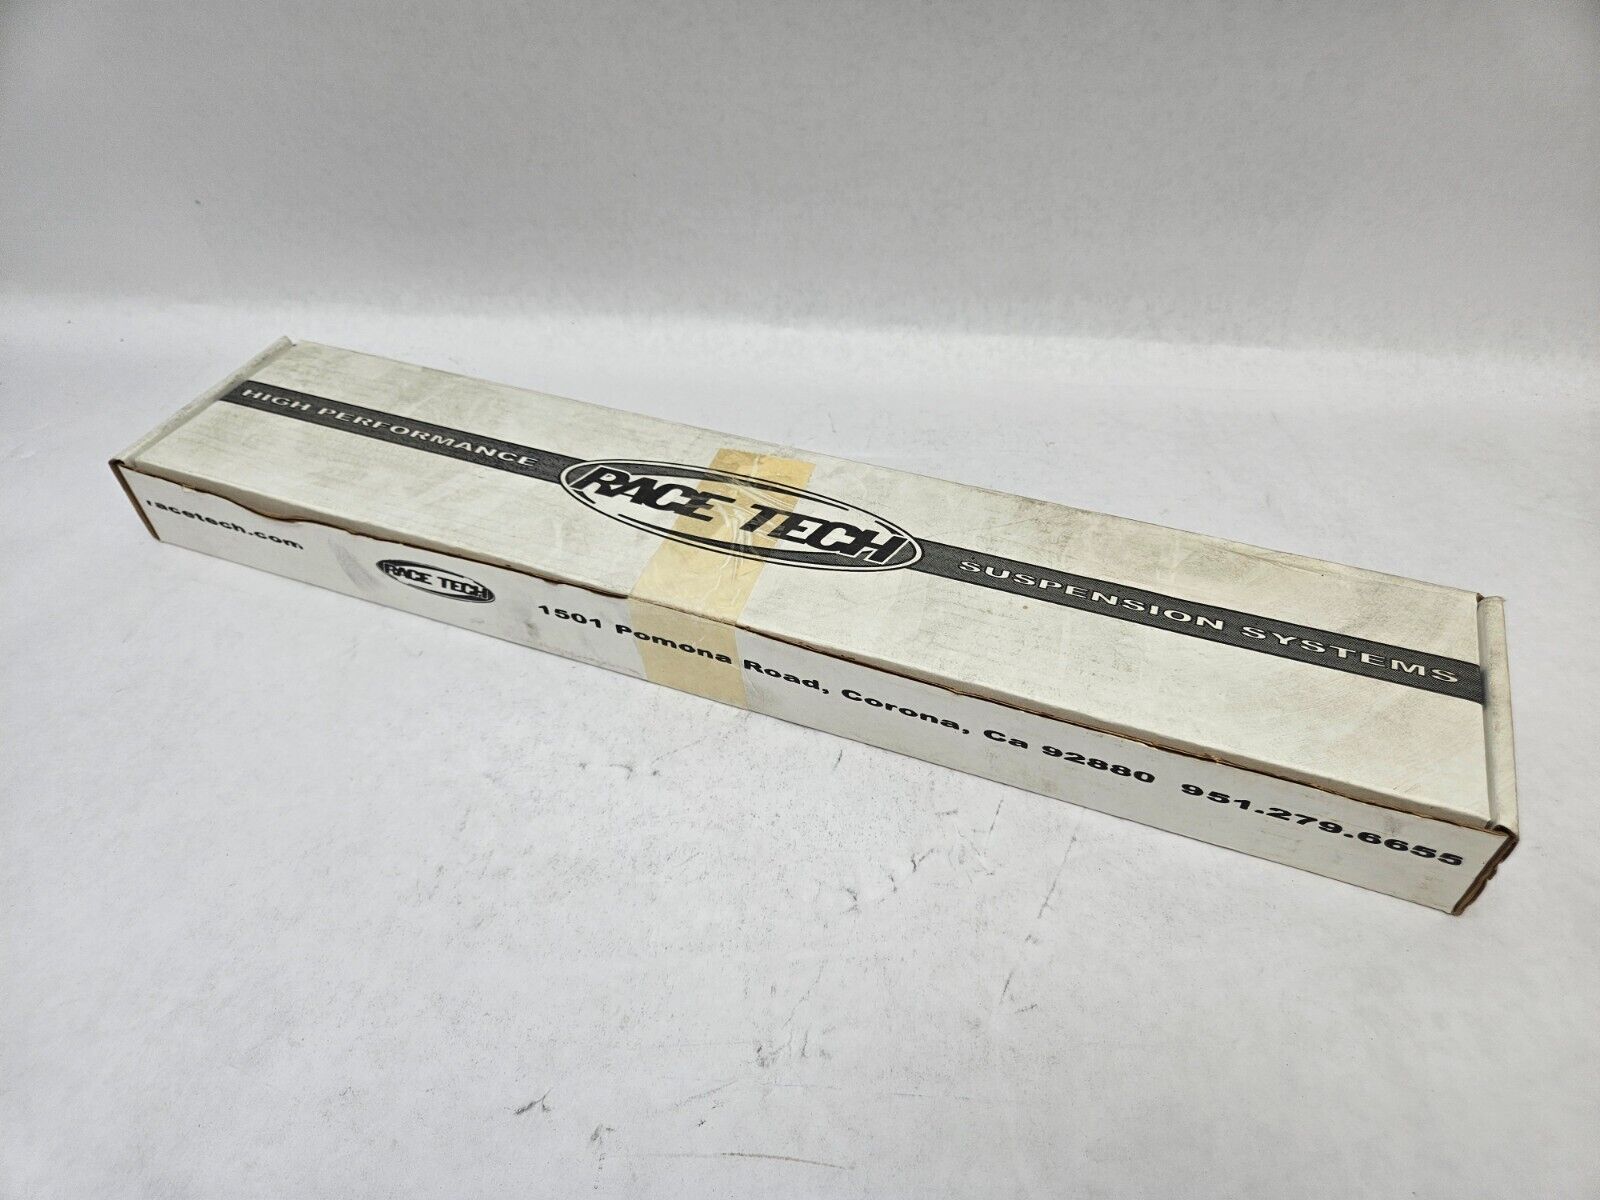 HIGH PERFORMANCE RACE TECH SUSPENSION SYSTEMS
racetech.com RACE TECH 1501 Pomona Road, Corona, Ca 92880 951.279.6655